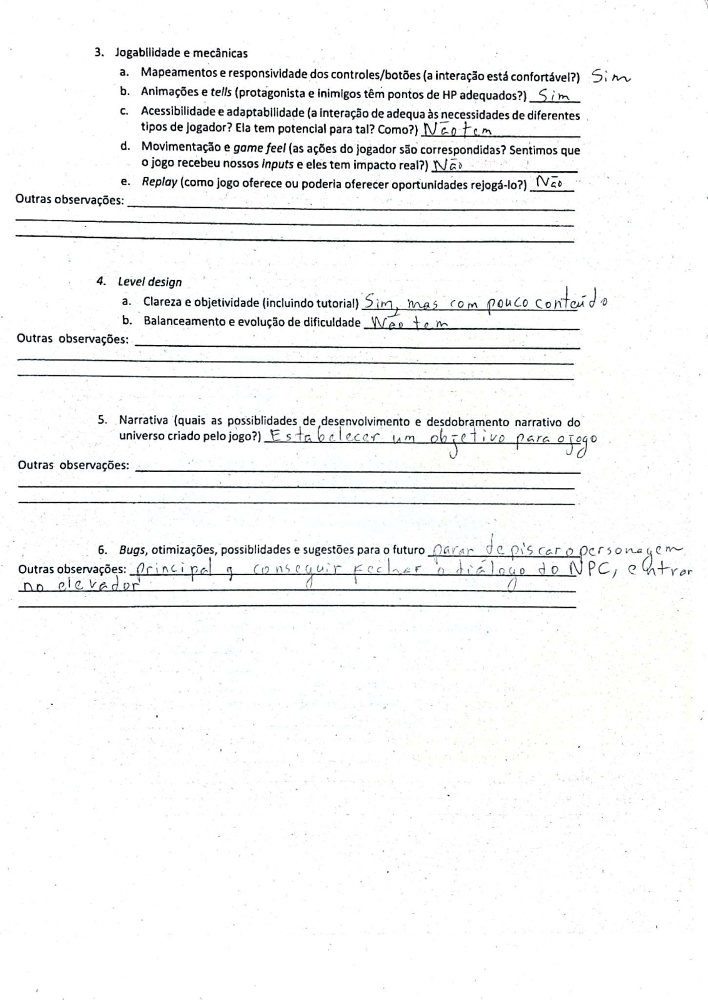 3. Jogabilidade e mecânicas
a. Mapeamentos e responsividade dos controles/botões (a interação está confortável?) Sim
b. Animações e tells (protagonista e inimigos têm pontos de HP adequados?) Sim
c. Acessibilidade e adaptabilidade (a interação de adequa às necessidades de diferentes
tipos de jogador? Ela tem potencial para tal? Como?) Não tem
d. Movimentação e game feel (as ações do jogador são correspondidas? Sentimos que
o jogo recebeu nossos inputs e eles tem impacto real?) Não
e. Replay (como jogo oferece ou poderia oferecer oportunidades rejogá-lo?) Não
Outras observações:
4. Level design
a. Clareza e objetividade (incluindo tutorial) Sim, mas com pouco conteúdo
b. Balanceamento e evolução de dificuldade Não tem
Outras observações:
5. Narrativa (quais as possiblidades de desenvolvimento e desdobramento narrativo do
universo criado pelo jogo?) Estabelecer um objetivo para o jogo
Outras observações:
6. Bugs, otimizações, possiblidades e sugestões para o futuro parar de piscar o personagem
Outras observações: principal conseguir fechar o diálogo do NPC, entrar
no elevador